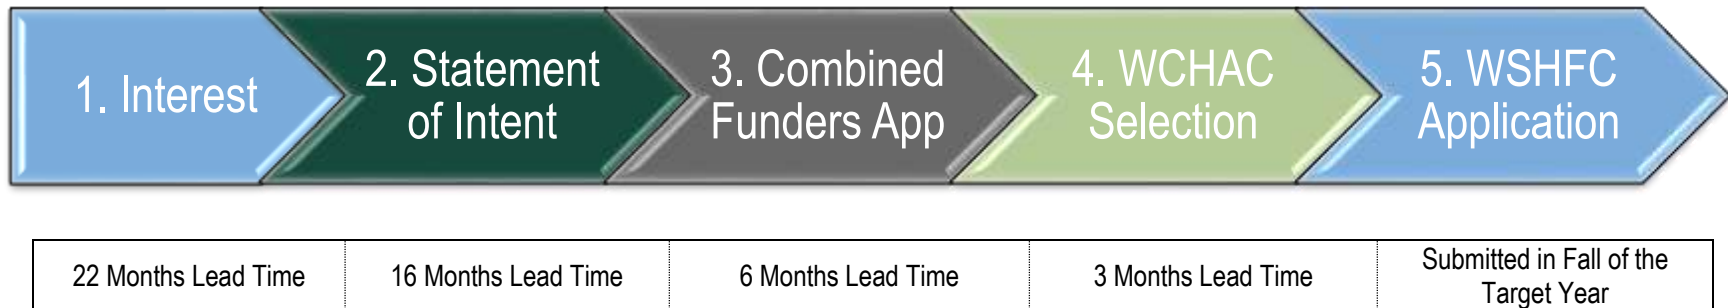 1. Interest
2. Statement
of Intent
3. Combined
Funders App
4. WCHAC
Selection
5. WSHFC
Application
22 Months Lead Time
16 Months Lead Time
6 Months Lead Time
3 Months Lead Time
Submitted in Fall of the
Target Year